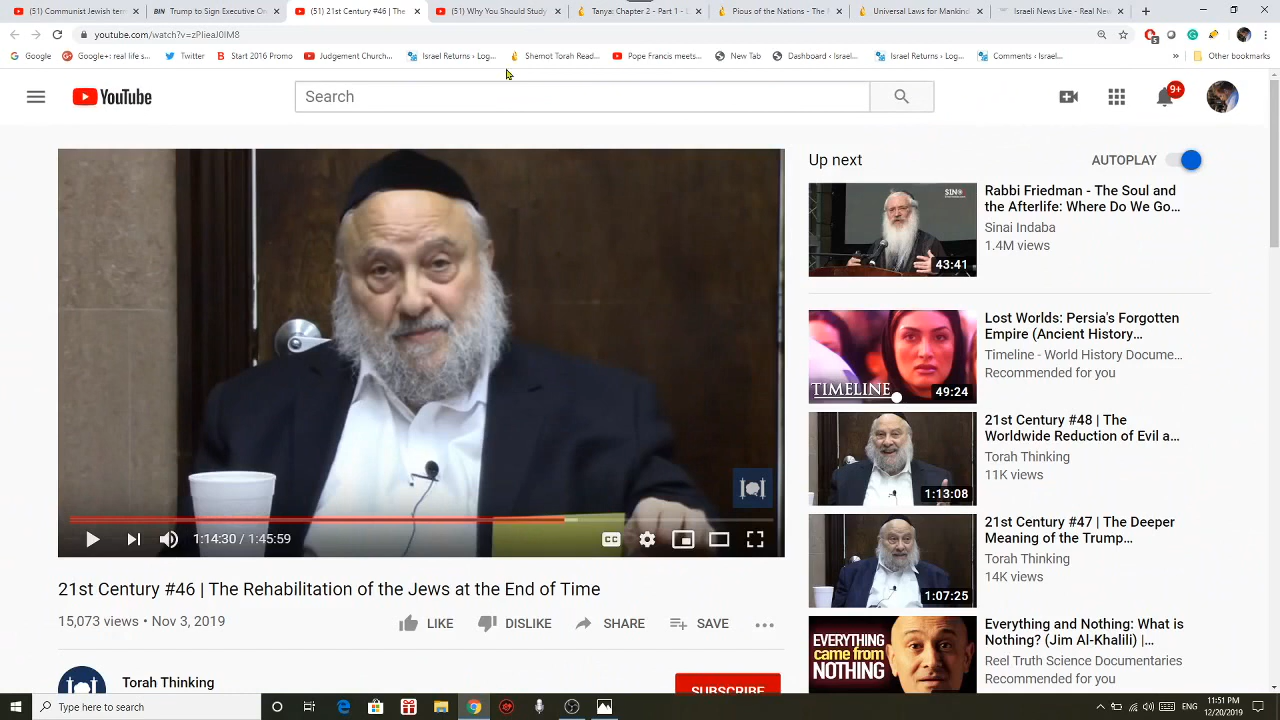 (51) Communist Jewish tem
BIN Trump to Sign Executive O
(51) 21st Century #46 | The
(51) Why You Should Study
Tanya: Chapter 2 - Part 1 - L
Pious of the Nations - The
Universal Laws for Mankind
Israel Live - Real New
youtube.com/watch?v=zPIieaJ0IM8
Google
Google+: real life s...
Twitter
Start 2016 Promo
Judgement Church:...
Israel Returns › Log...
Shemot Torah Read...
Pope Francis meets...
New Tab
Dashboard ‹ Israel...
Israel Returns › Log...
Comments ‹ Israel...
»
Other bookmarks
YouTube
Search
9+
Up next
AUTOPLAY
SINAI
43:41
Rabbi Friedman - The Soul and
the Afterlife: Where Do We Go...
Sinai Indaba
1.4M views
TIMELINE
49:24
Lost Worlds: Persia's Forgotten
Empire (Ancient History...
Timeline - World History Docume...
Recommended for you
1:13:08
21st Century #48 | The
Worldwide Reduction of Evil a...
Torah Thinking
11K views
1:07:25
21st Century #47 | The Deeper
Meaning of the Trump...
Torah Thinking
14K views
EVERYTHING
came from
NOTHING
Everything and Nothing: What is
Nothing? (Jim Al-Khalili) |...
Reel Truth Science Documentaries
Recommended for you
1:14:30 / 1:45:59
CC
21st Century #46 | The Rehabilitation of the Jews at the End of Time
15,073 views • Nov 3, 2019
LIKE
DISLIKE
SHARE
SAVE
Torah Thinking
SUBSCRIBE
Type here to search
ENG
11:51 PM
12/20/2019